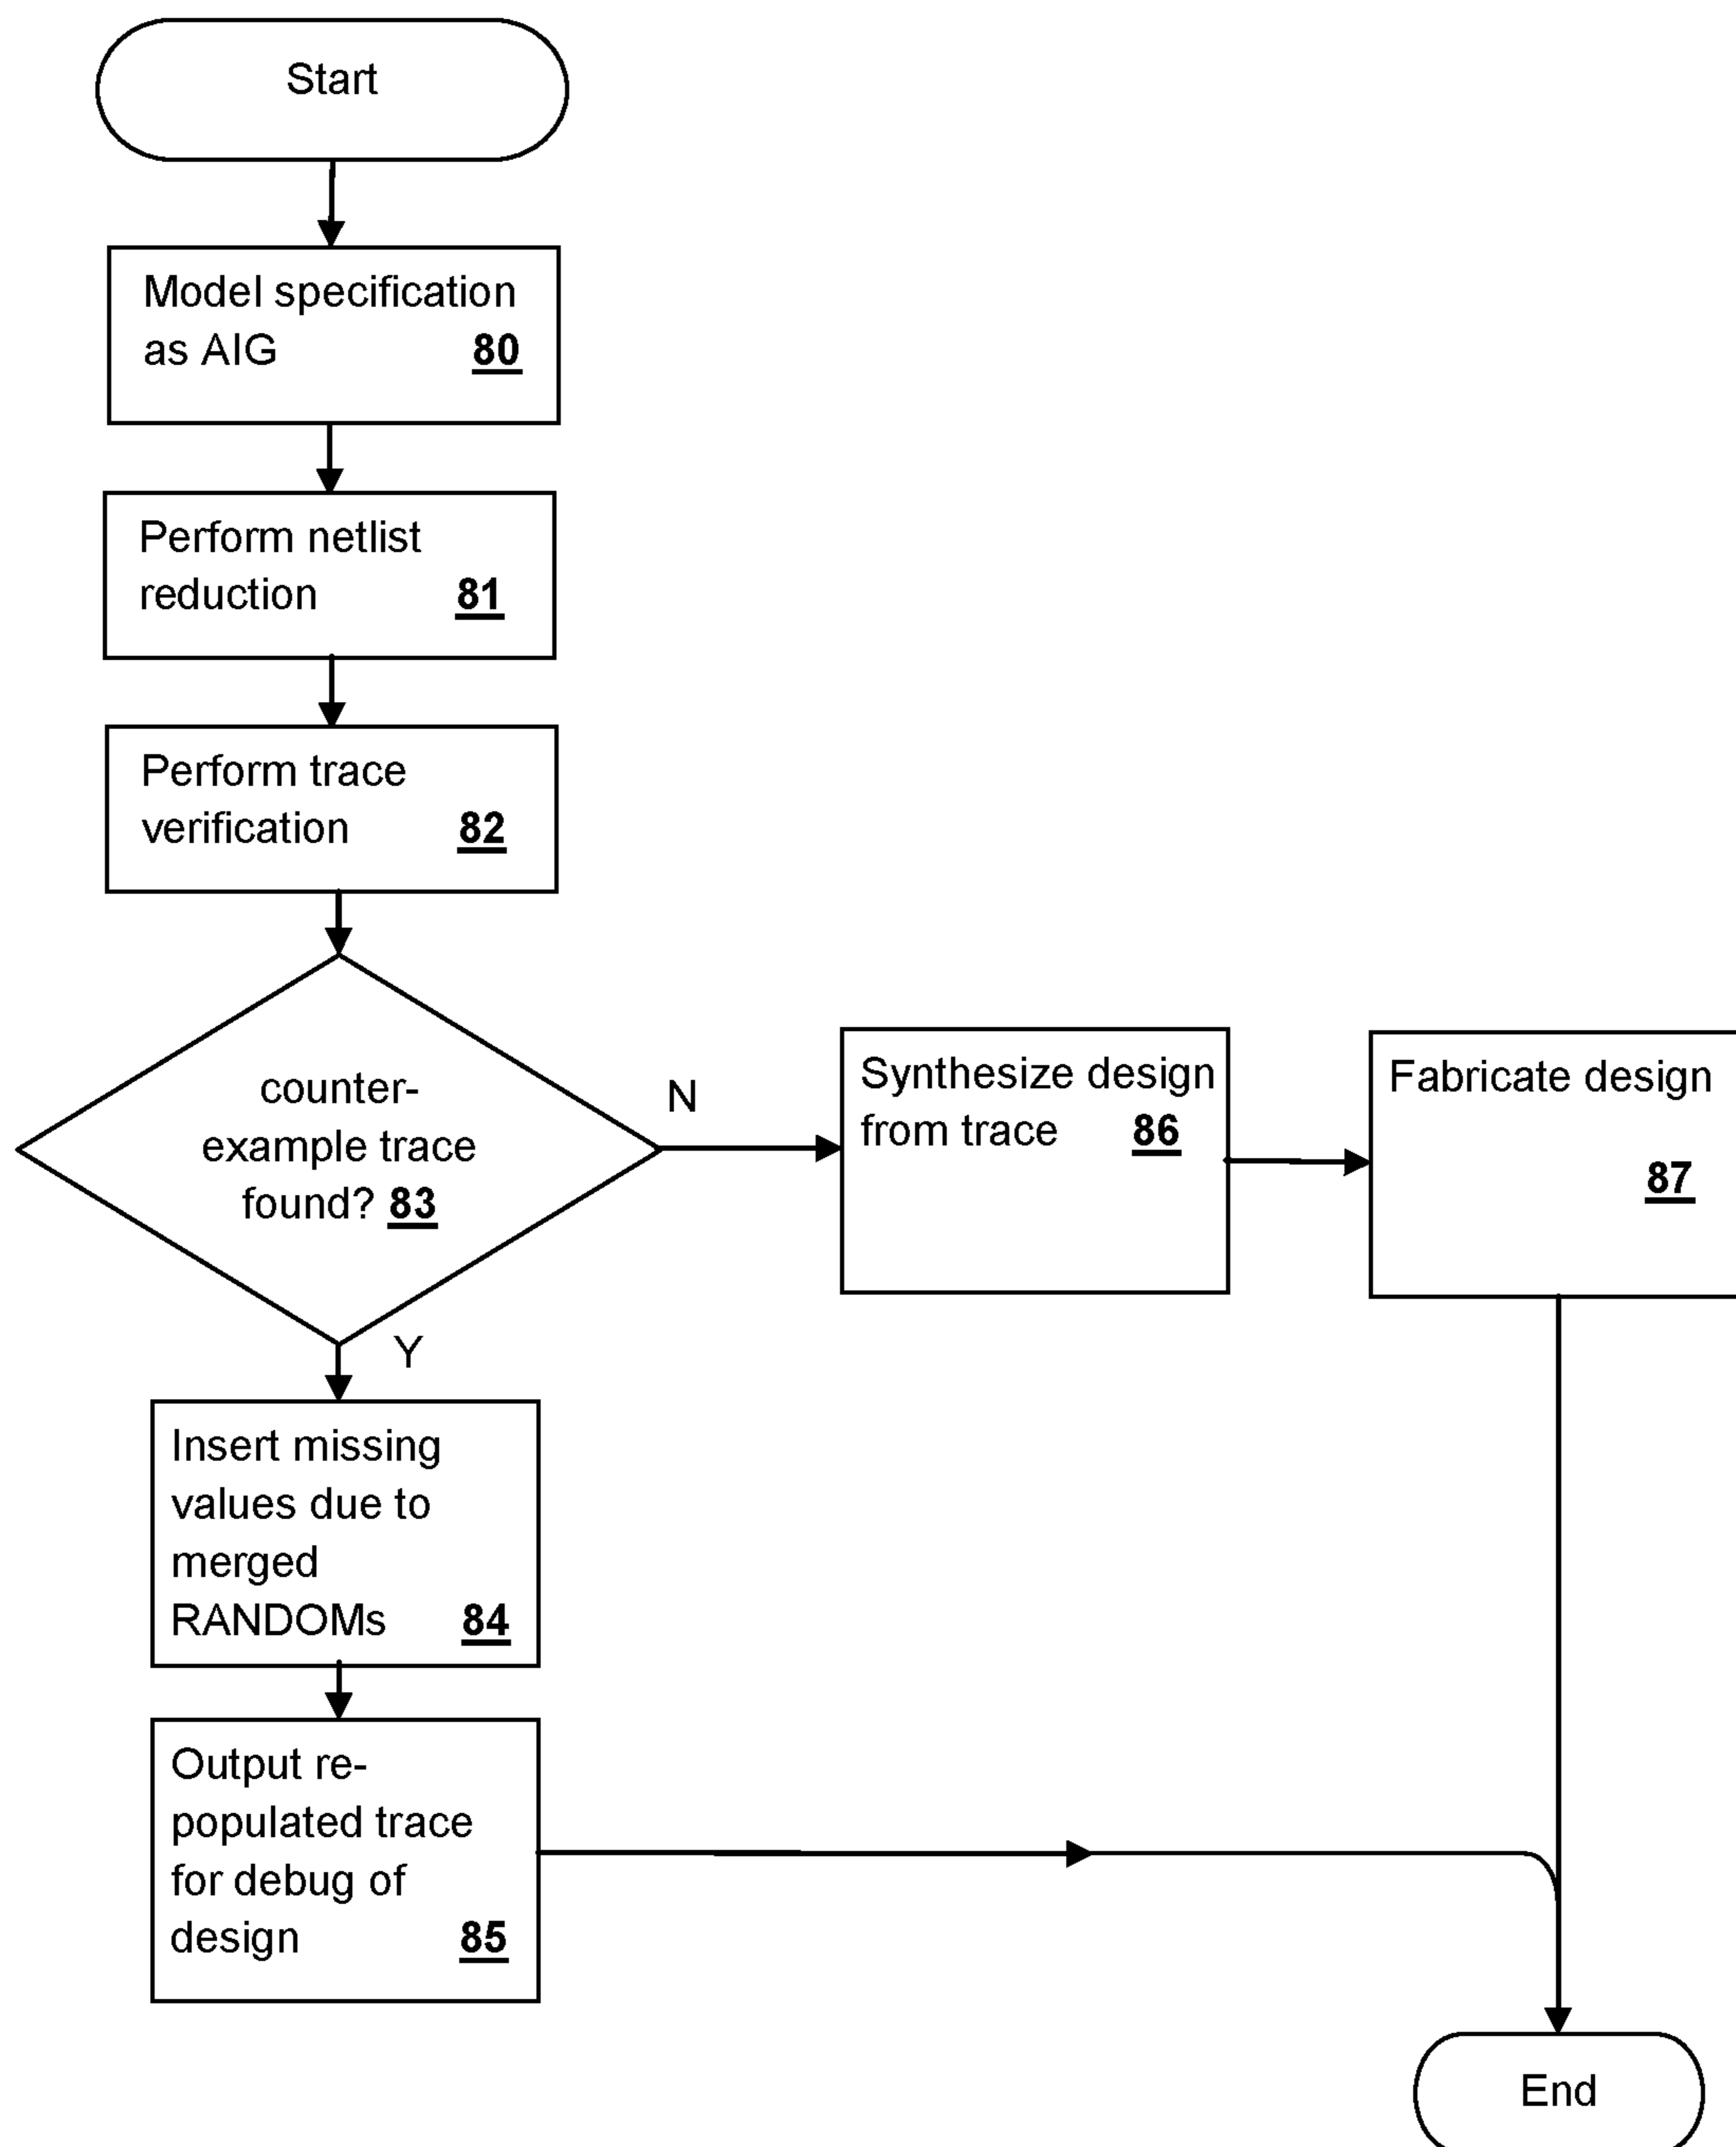 Start
Model specification
as AIG 80
Perform netlist
reduction 81
Perform trace
verification 82
counter-
example trace
found? 83
N
Synthesize design
from trace 86
Fabricate design
87
Y
Insert missing
values due to
merged
RANDOMs 84
Output re-
populated trace
for debug of
design 85
End